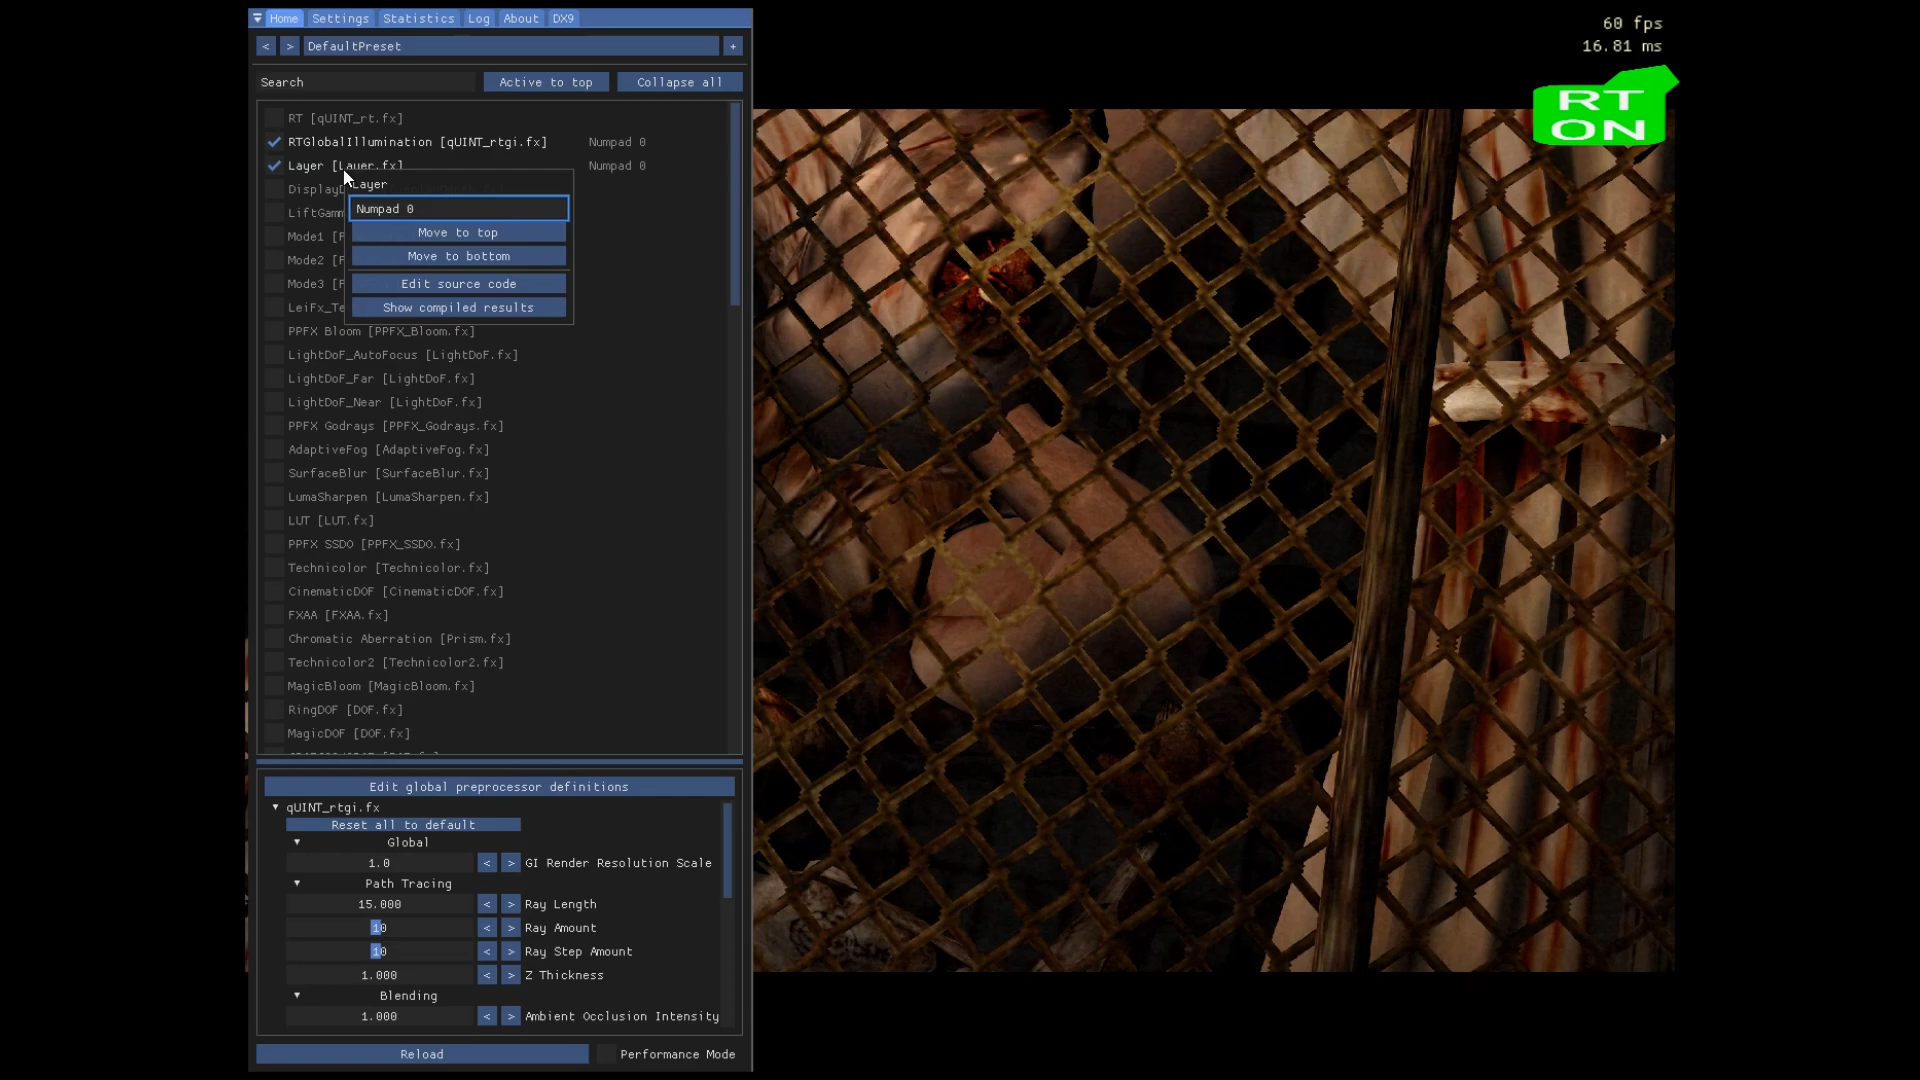 Home Settings Statistics Log About DX9
< > DefaultPreset +
Search Active to top Collapse all
RT [qUINT_rt.fx]
RTGlobalIllumination [qUINT_rtgi.fx] Numpad 0
Layer [Layer.fx] Numpad 0
Layer
Numpad 0
Move to top
Move to bottom
Edit source code
Show compiled results
DisplayD
LiftGamm
Mode1 [F
Mode2 [F
Mode3 [F
LeiFx_Te
PPFX Bloom [PPFX_Bloom.fx]
LightDoF_AutoFocus [LightDoF.fx]
LightDoF_Far [LightDoF.fx]
LightDoF_Near [LightDoF.fx]
PPFX Godrays [PPFX_Godrays.fx]
AdaptiveFog [AdaptiveFog.fx]
SurfaceBlur [SurfaceBlur.fx]
LumaSharpen [LumaSharpen.fx]
LUT [LUT.fx]
PPFX SSDO [PPFX_SSDO.fx]
Technicolor [Technicolor.fx]
CinematicDOF [CinematicDOF.fx]
FXAA [FXAA.fx]
Chromatic Aberration [Prism.fx]
Technicolor2 [Technicolor2.fx]
MagicBloom [MagicBloom.fx]
RingDOF [DOF.fx]
MagicDOF [DOF.fx]
Edit global preprocessor definitions
qUINT_rtgi.fx
Reset all to default
Global
1.0 < > GI Render Resolution Scale
Path Tracing
15.000 < > Ray Length
10 < > Ray Amount
10 < > Ray Step Amount
1.000 < > Z Thickness
Blending
1.000 < > Ambient Occlusion Intensity
Reload Performance Mode
60 fps
16.81 ms
RT
ON